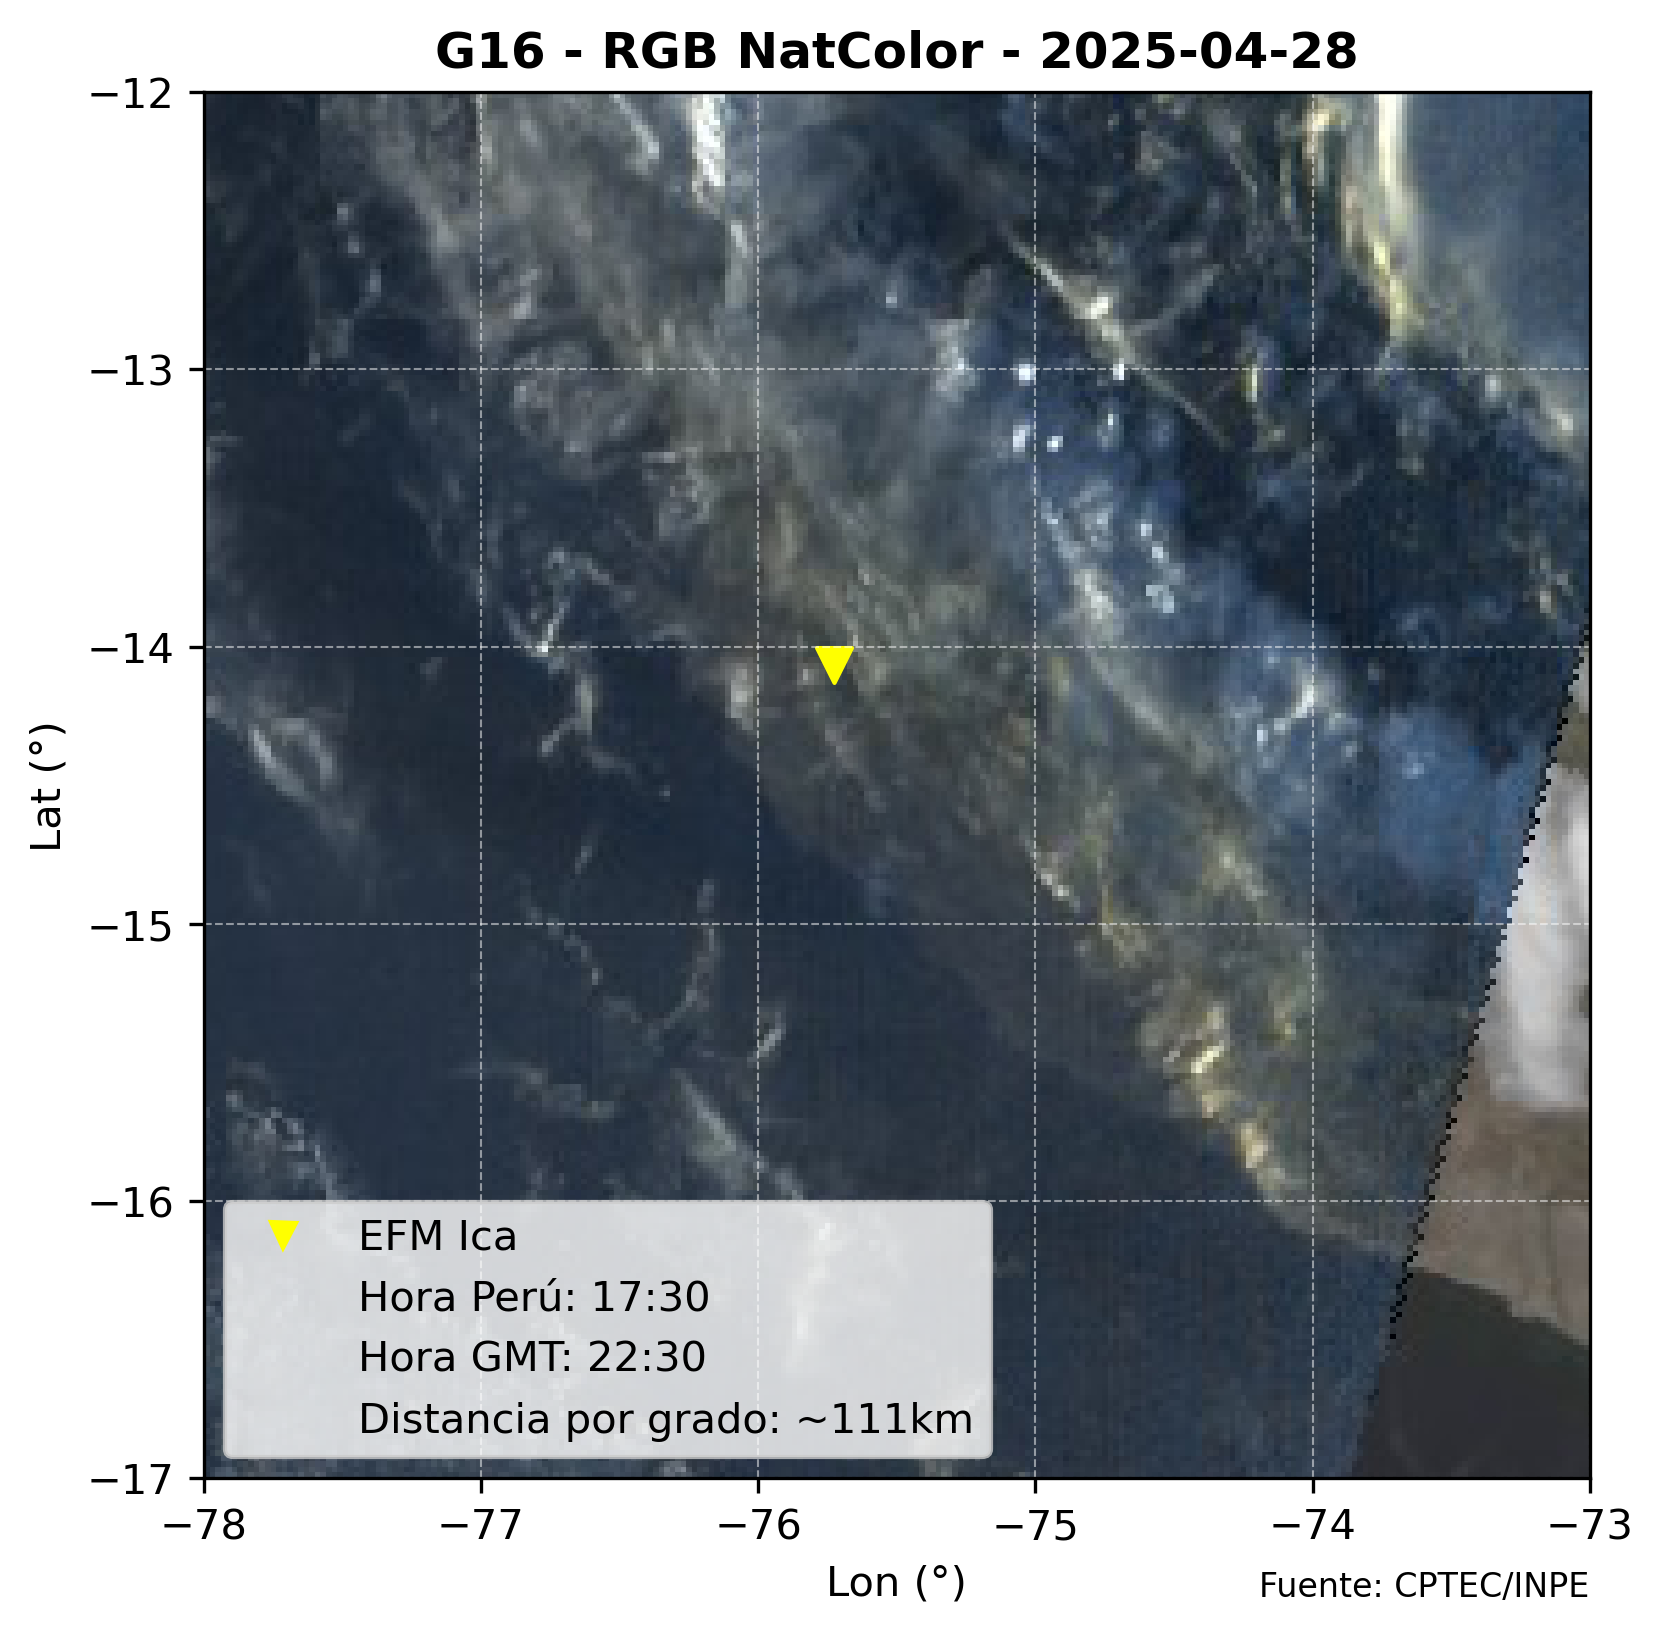 G16 - RGB NatColor - 2025-04-28
−12
−13
−14
−15
−16
−17
Lat (°)
EFM Ica
Hora Perú: 17:30
Hora GMT: 22:30
Distancia por grado: ~111km
−78
−77
−76
−75
−74
−73
Lon (°)
Fuente: CPTEC/INPE